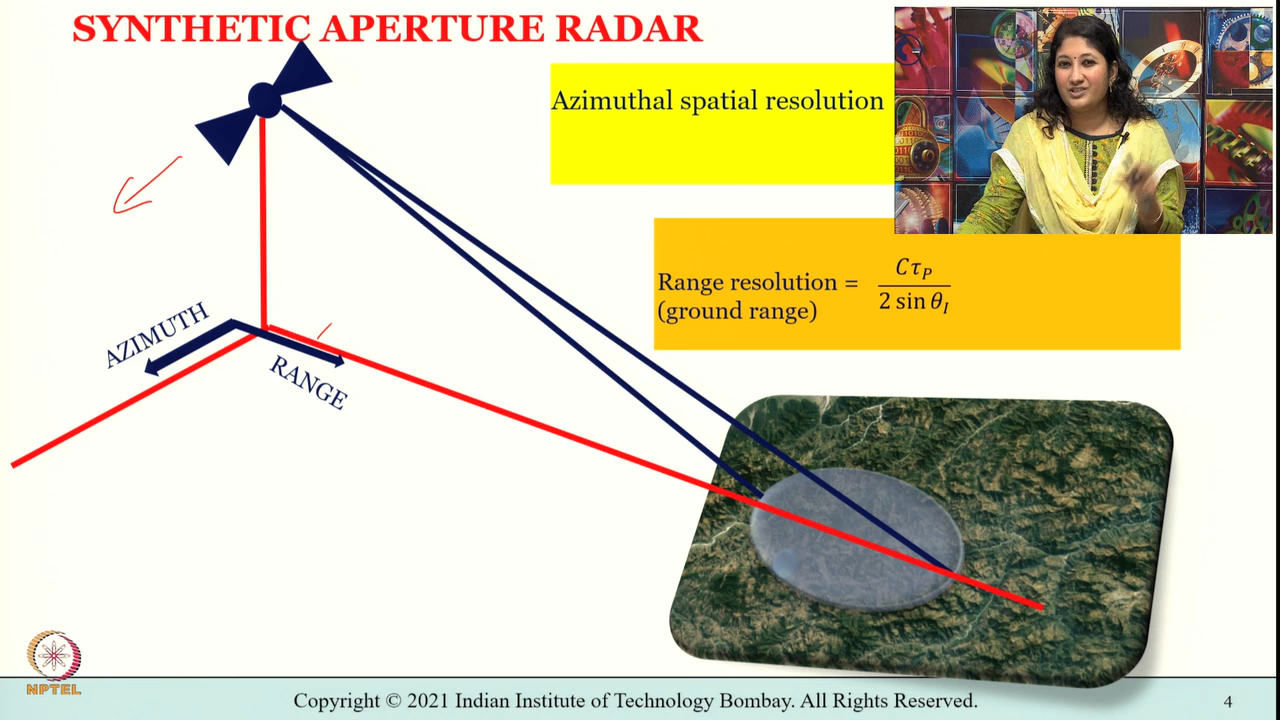 SYNTHETIC APERTURE RADAR
Azimuthal spatial resolution
Range resolution = Cτ_P / 2 sin θ_I
(ground range)
AZIMUTH
RANGE
NPTEL
Copyright © 2021 Indian Institute of Technology Bombay. All Rights Reserved.
4